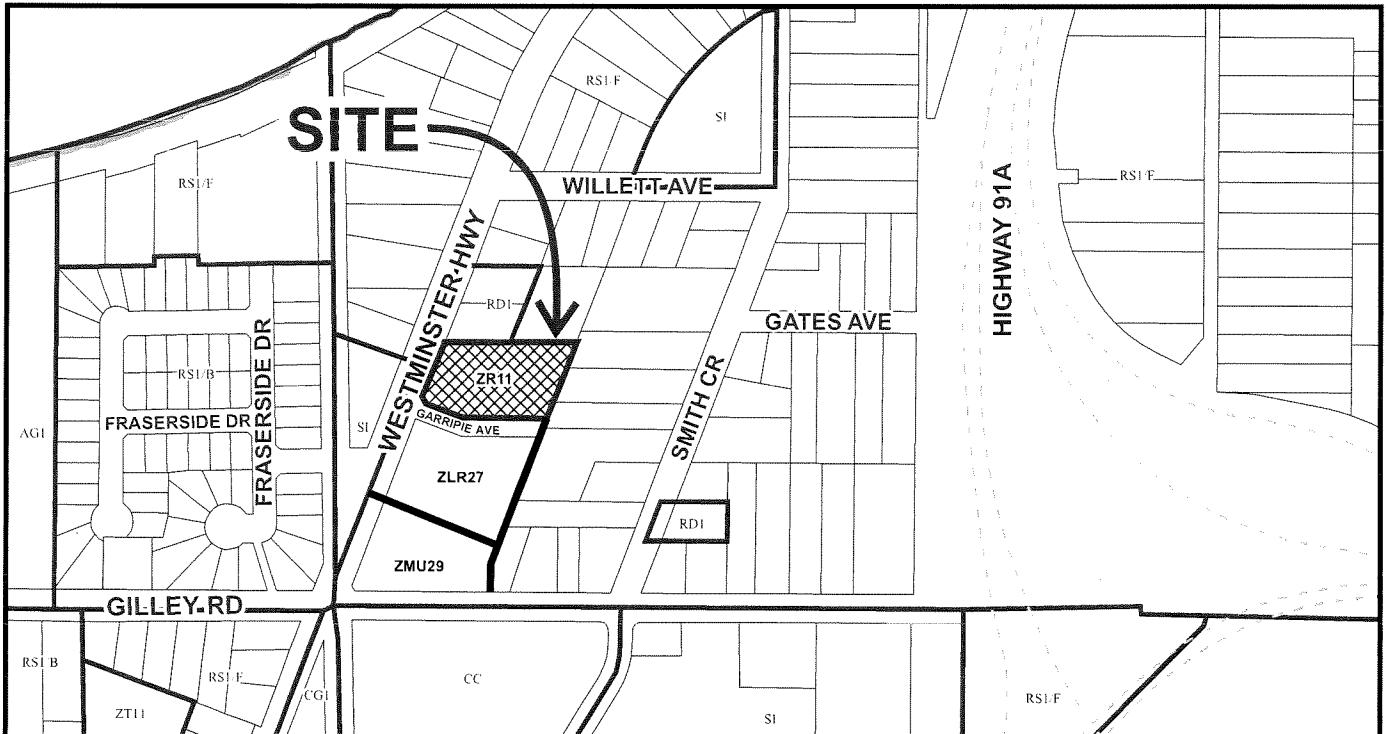 RS1/F
SI
SITE
WILLETT AVE
RS1/F
RS1/F
HIGHWAY 91A
WESTMINSTER HWY
RD1
GATES AVE
FRASERSIDE DR
RS1/B
ZR11
SMITH CR
AG1
FRASERSIDE DR
SI
GARRIPIE AVE
ZLR27
RD1
ZMU29
GILLEY RD
RS1/B
RS1/F
CG1
CC
RS1/F
ZT11
SI